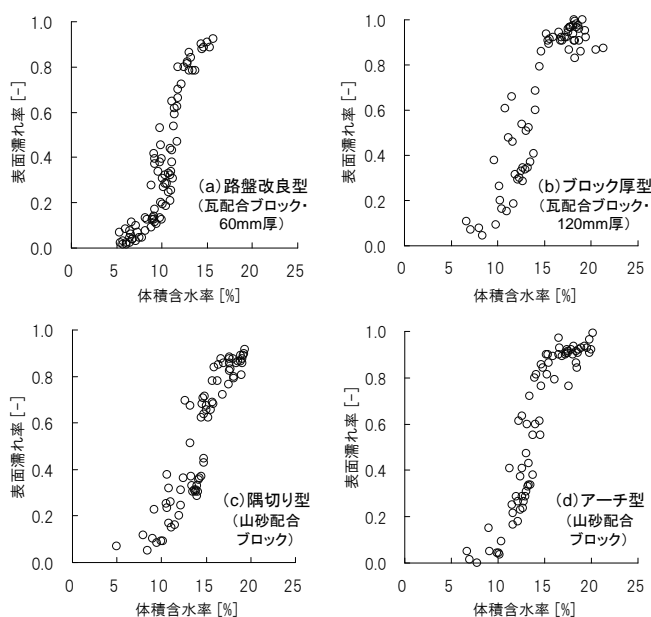 1.0
0.8
0.6
0.4
0.2
0.0
表面濡れ率 [-]
(a) 路盤改良型
(瓦配合ブロック・
60mm厚)
0 5 10 15 20 25
体積含水率 [%]
1.0
0.8
0.6
0.4
0.2
0.0
表面濡れ率 [-]
(b) ブロック厚型
(瓦配合ブロック・
120mm厚)
0 5 10 15 20 25
体積含水率 [%]
1.0
0.8
0.6
0.4
0.2
0.0
表面濡れ率 [-]
(c) 隅切り型
(山砂配合
ブロック)
0 5 10 15 20 25
体積含水率 [%]
1.0
0.8
0.6
0.4
0.2
0.0
表面濡れ率 [-]
(d) アーチ型
(山砂配合
ブロック)
0 5 10 15 20 25
体積含水率 [%]